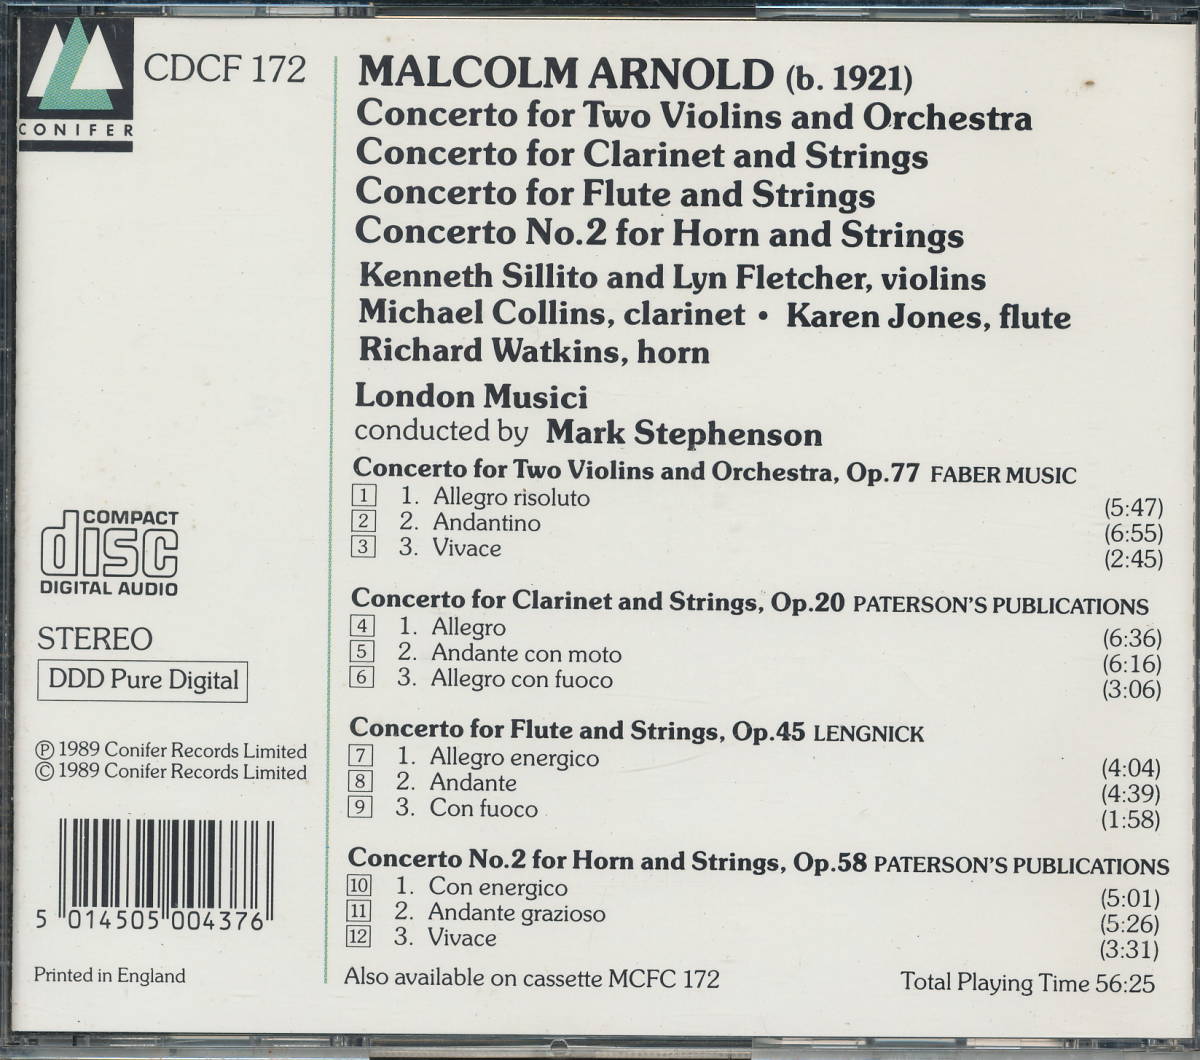 CONIFER
CDCF 172
MALCOLM ARNOLD (b. 1921)
Concerto for Two Violins and Orchestra
Concerto for Clarinet and Strings
Concerto for Flute and Strings
Concerto No.2 for Horn and Strings
Kenneth Sillito and Lyn Fletcher, violins
Michael Collins, clarinet • Karen Jones, flute
Richard Watkins, horn
London Musici
conducted by Mark Stephenson
Concerto for Two Violins and Orchestra, Op.77 FABER MUSIC
1 1. Allegro risoluto (5:47)
2 2. Andantino (6:55)
3 3. Vivace (2:45)
Concerto for Clarinet and Strings, Op.20 PATERSON'S PUBLICATIONS
4 1. Allegro (6:36)
5 2. Andante con moto (6:16)
6 3. Allegro con fuoco (3:06)
Concerto for Flute and Strings, Op.45 LENGNICK
7 1. Allegro energico (4:04)
8 2. Andante (4:39)
9 3. Con fuoco (1:58)
Concerto No.2 for Horn and Strings, Op.58 PATERSON'S PUBLICATIONS
10 1. Con energico (5:01)
11 2. Andante grazioso (5:26)
12 3. Vivace (3:31)
Also available on cassette MCFC 172 Total Playing Time 56:25
COMPACT
disc
DIGITAL AUDIO
STEREO
DDD Pure Digital
℗ 1989 Conifer Records Limited
© 1989 Conifer Records Limited
5 014505 004376
Printed in England